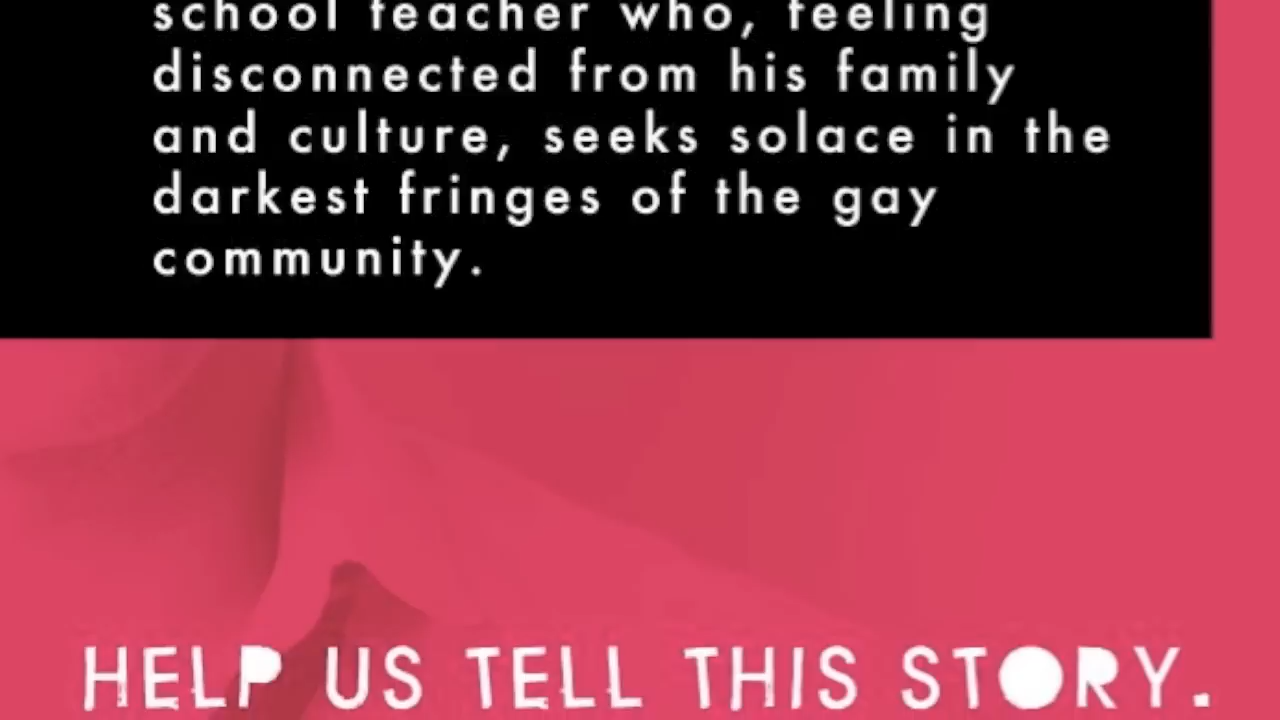 school teacher who, feeling
disconnected from his family
and culture, seeks solace in the
darkest fringes of the gay
community.
HELP US TELL THIS STORY.